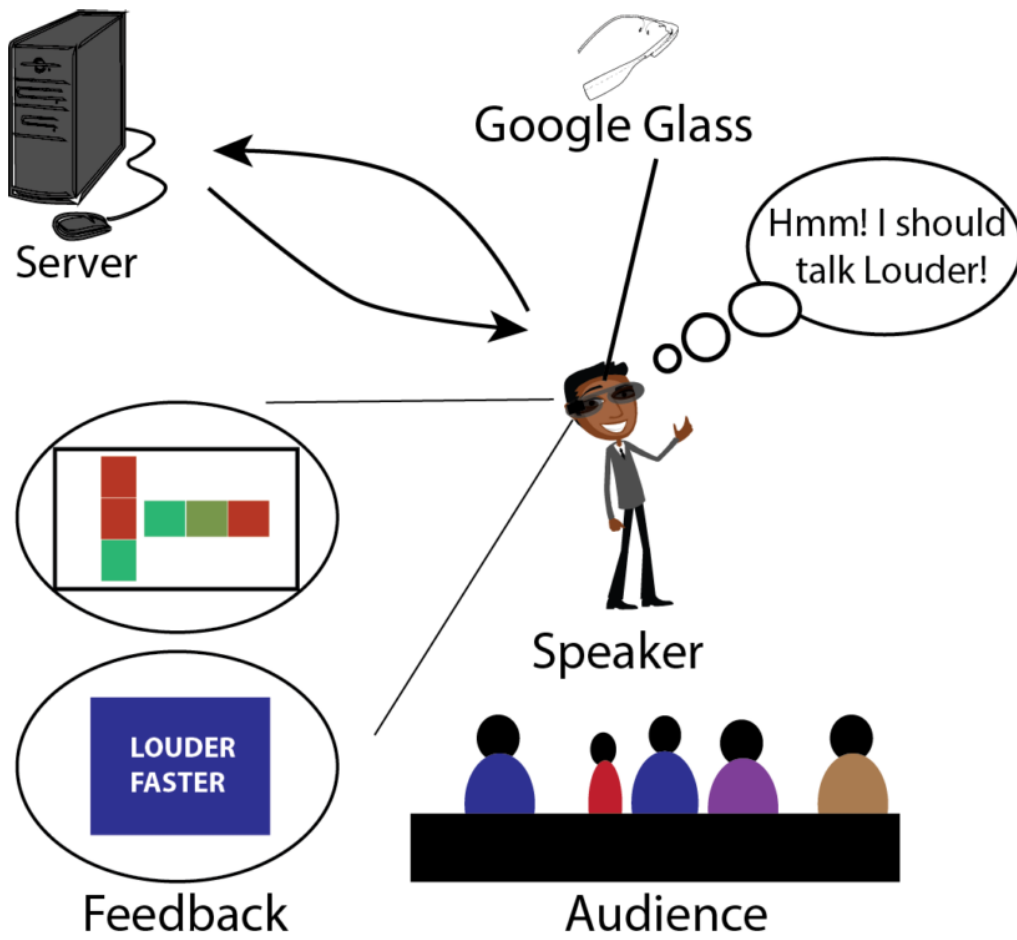 Google Glass
Hmm! I should
talk Louder!
Server
Speaker
LOUDER
FASTER
Feedback
Audience